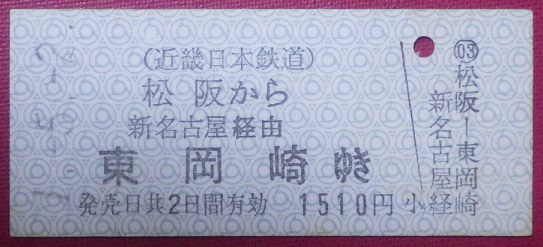 (近畿日本鉄道)
松阪から
新名古屋経由
東岡崎ゆき
発売日共2日間有効 1510円
㊂松阪―東岡崎
新名古屋経
小